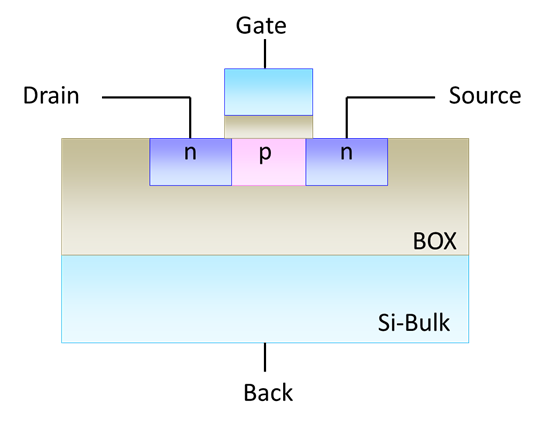 Gate
Drain
Source
n
p
n
BOX
Si-Bulk
Back